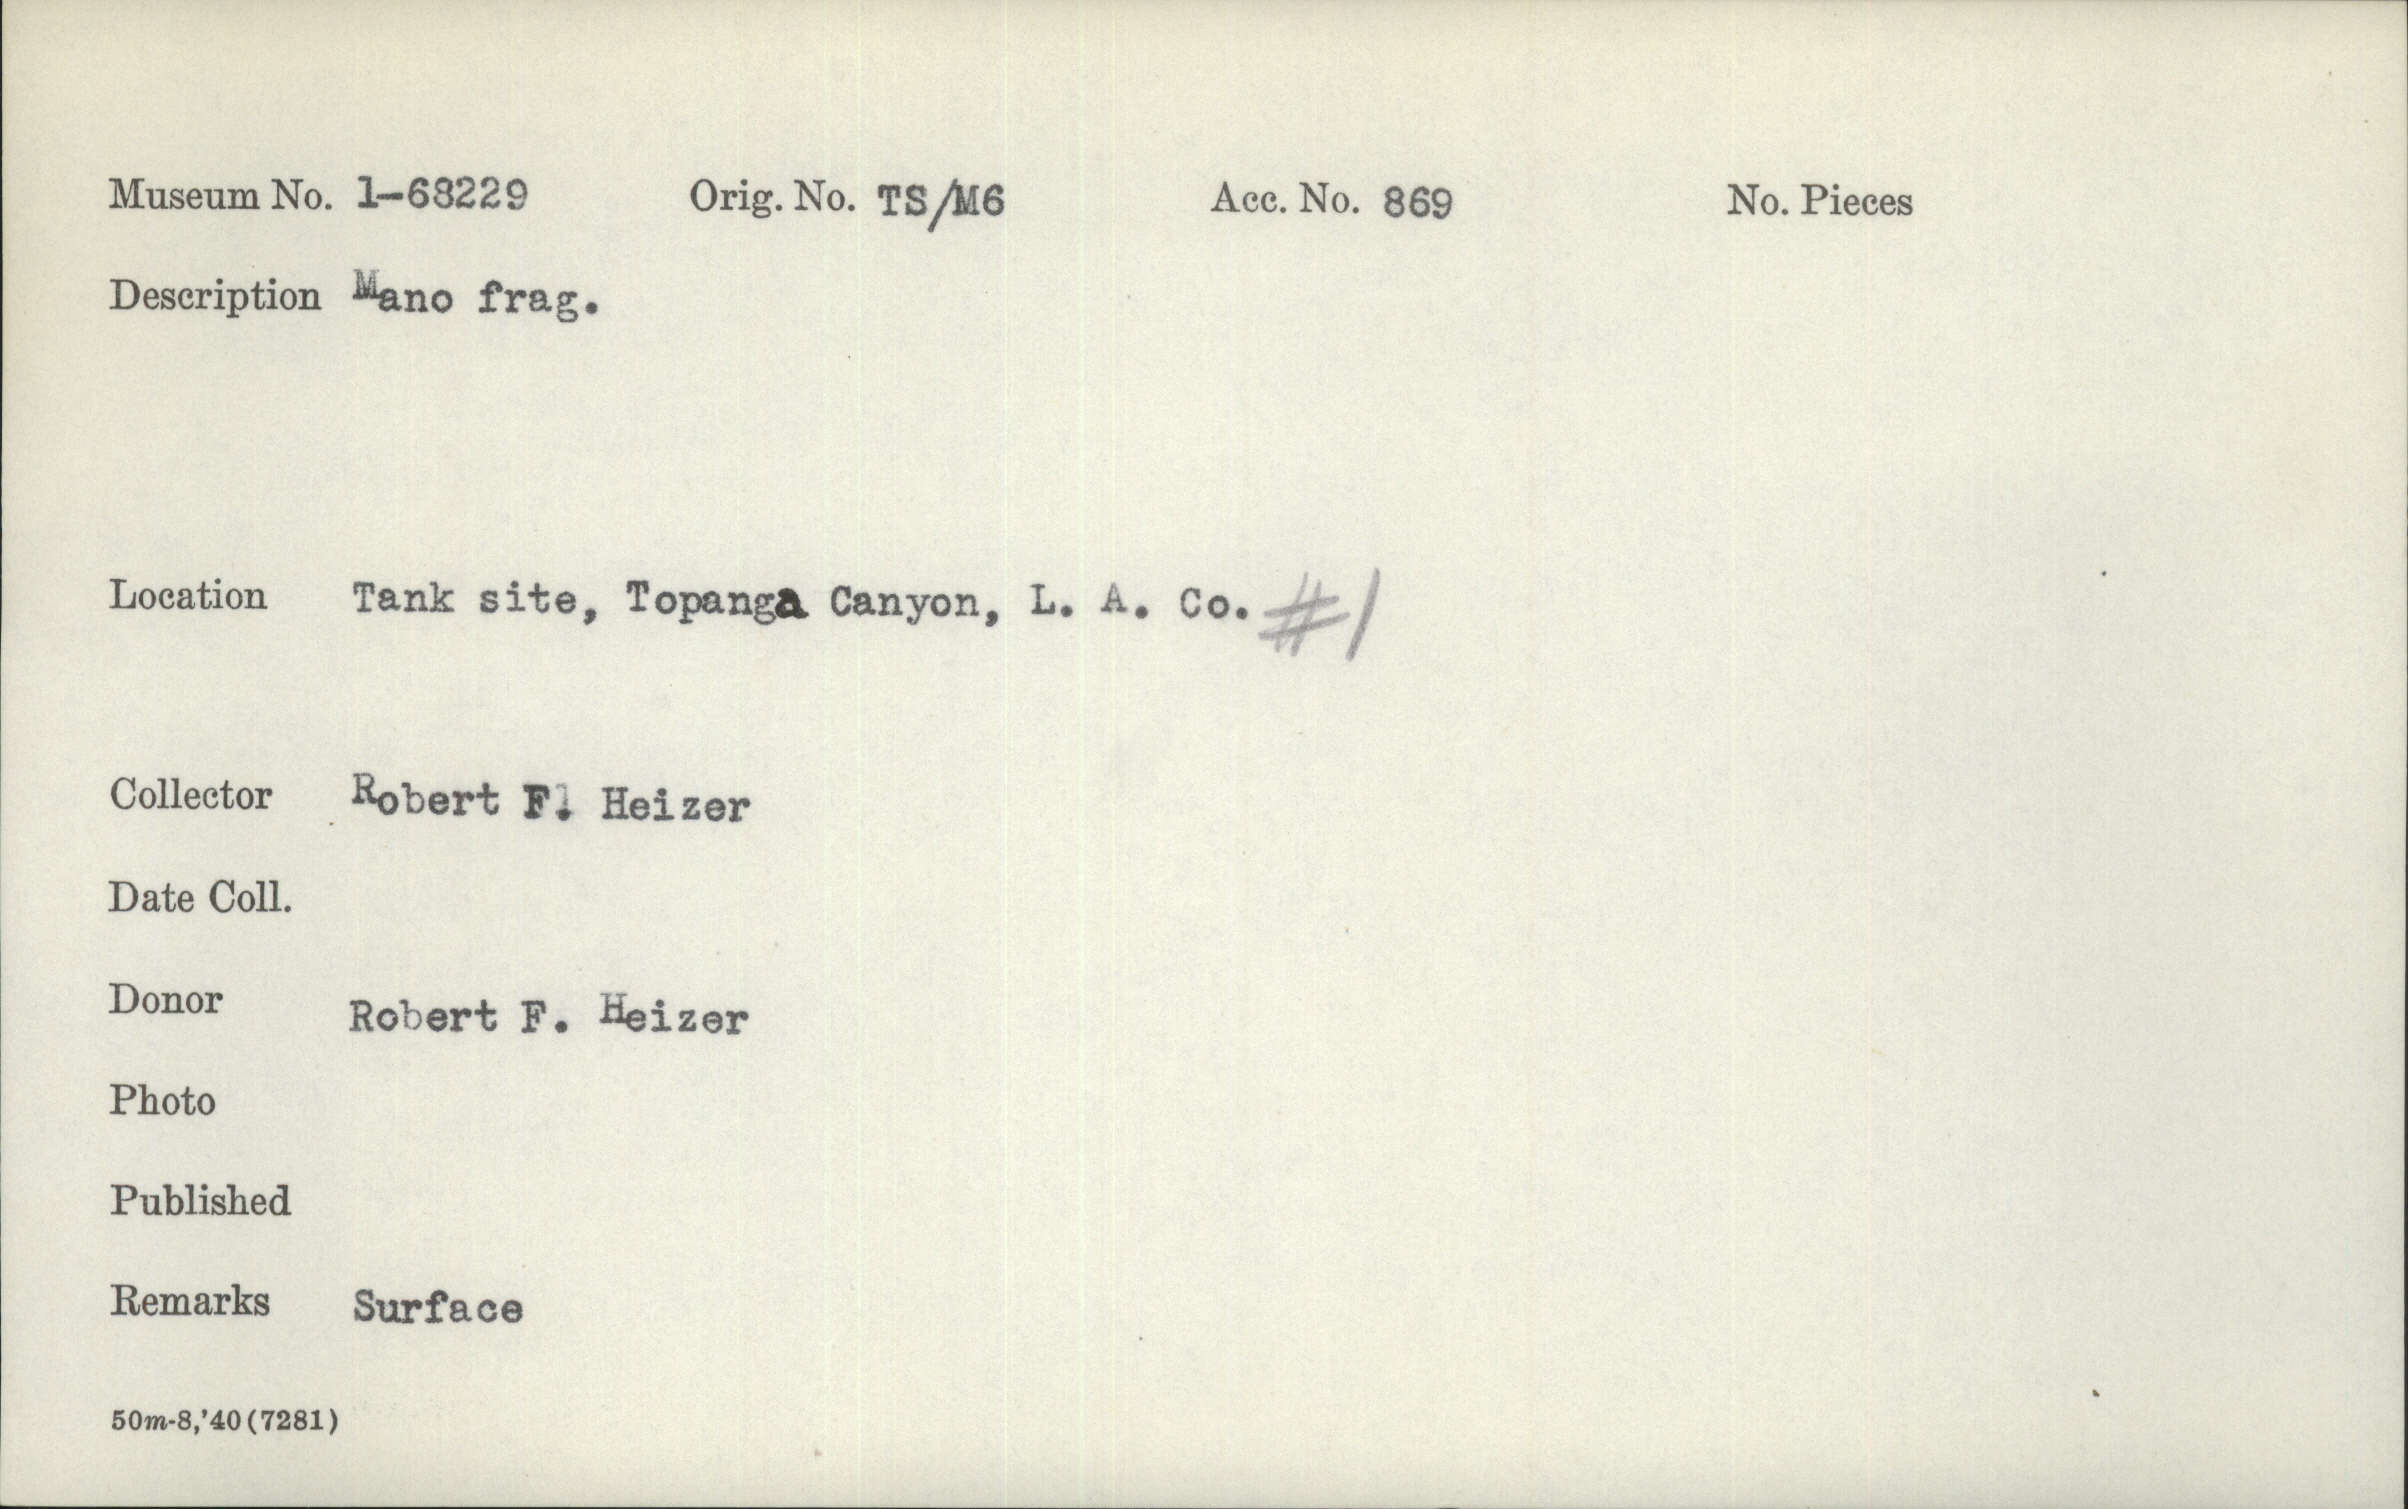 Museum No. 1-68229 Orig. No. TS/M6 Acc. No. 869 No. Pieces
Description Mano frag.
Location Tank site, Topanga Canyon, L. A. Co. #1
Collector Robert F. Heizer
Date Coll.
Donor Robert F. Heizer
Photo
Published
Remarks Surface
50m-8,'40(7281)